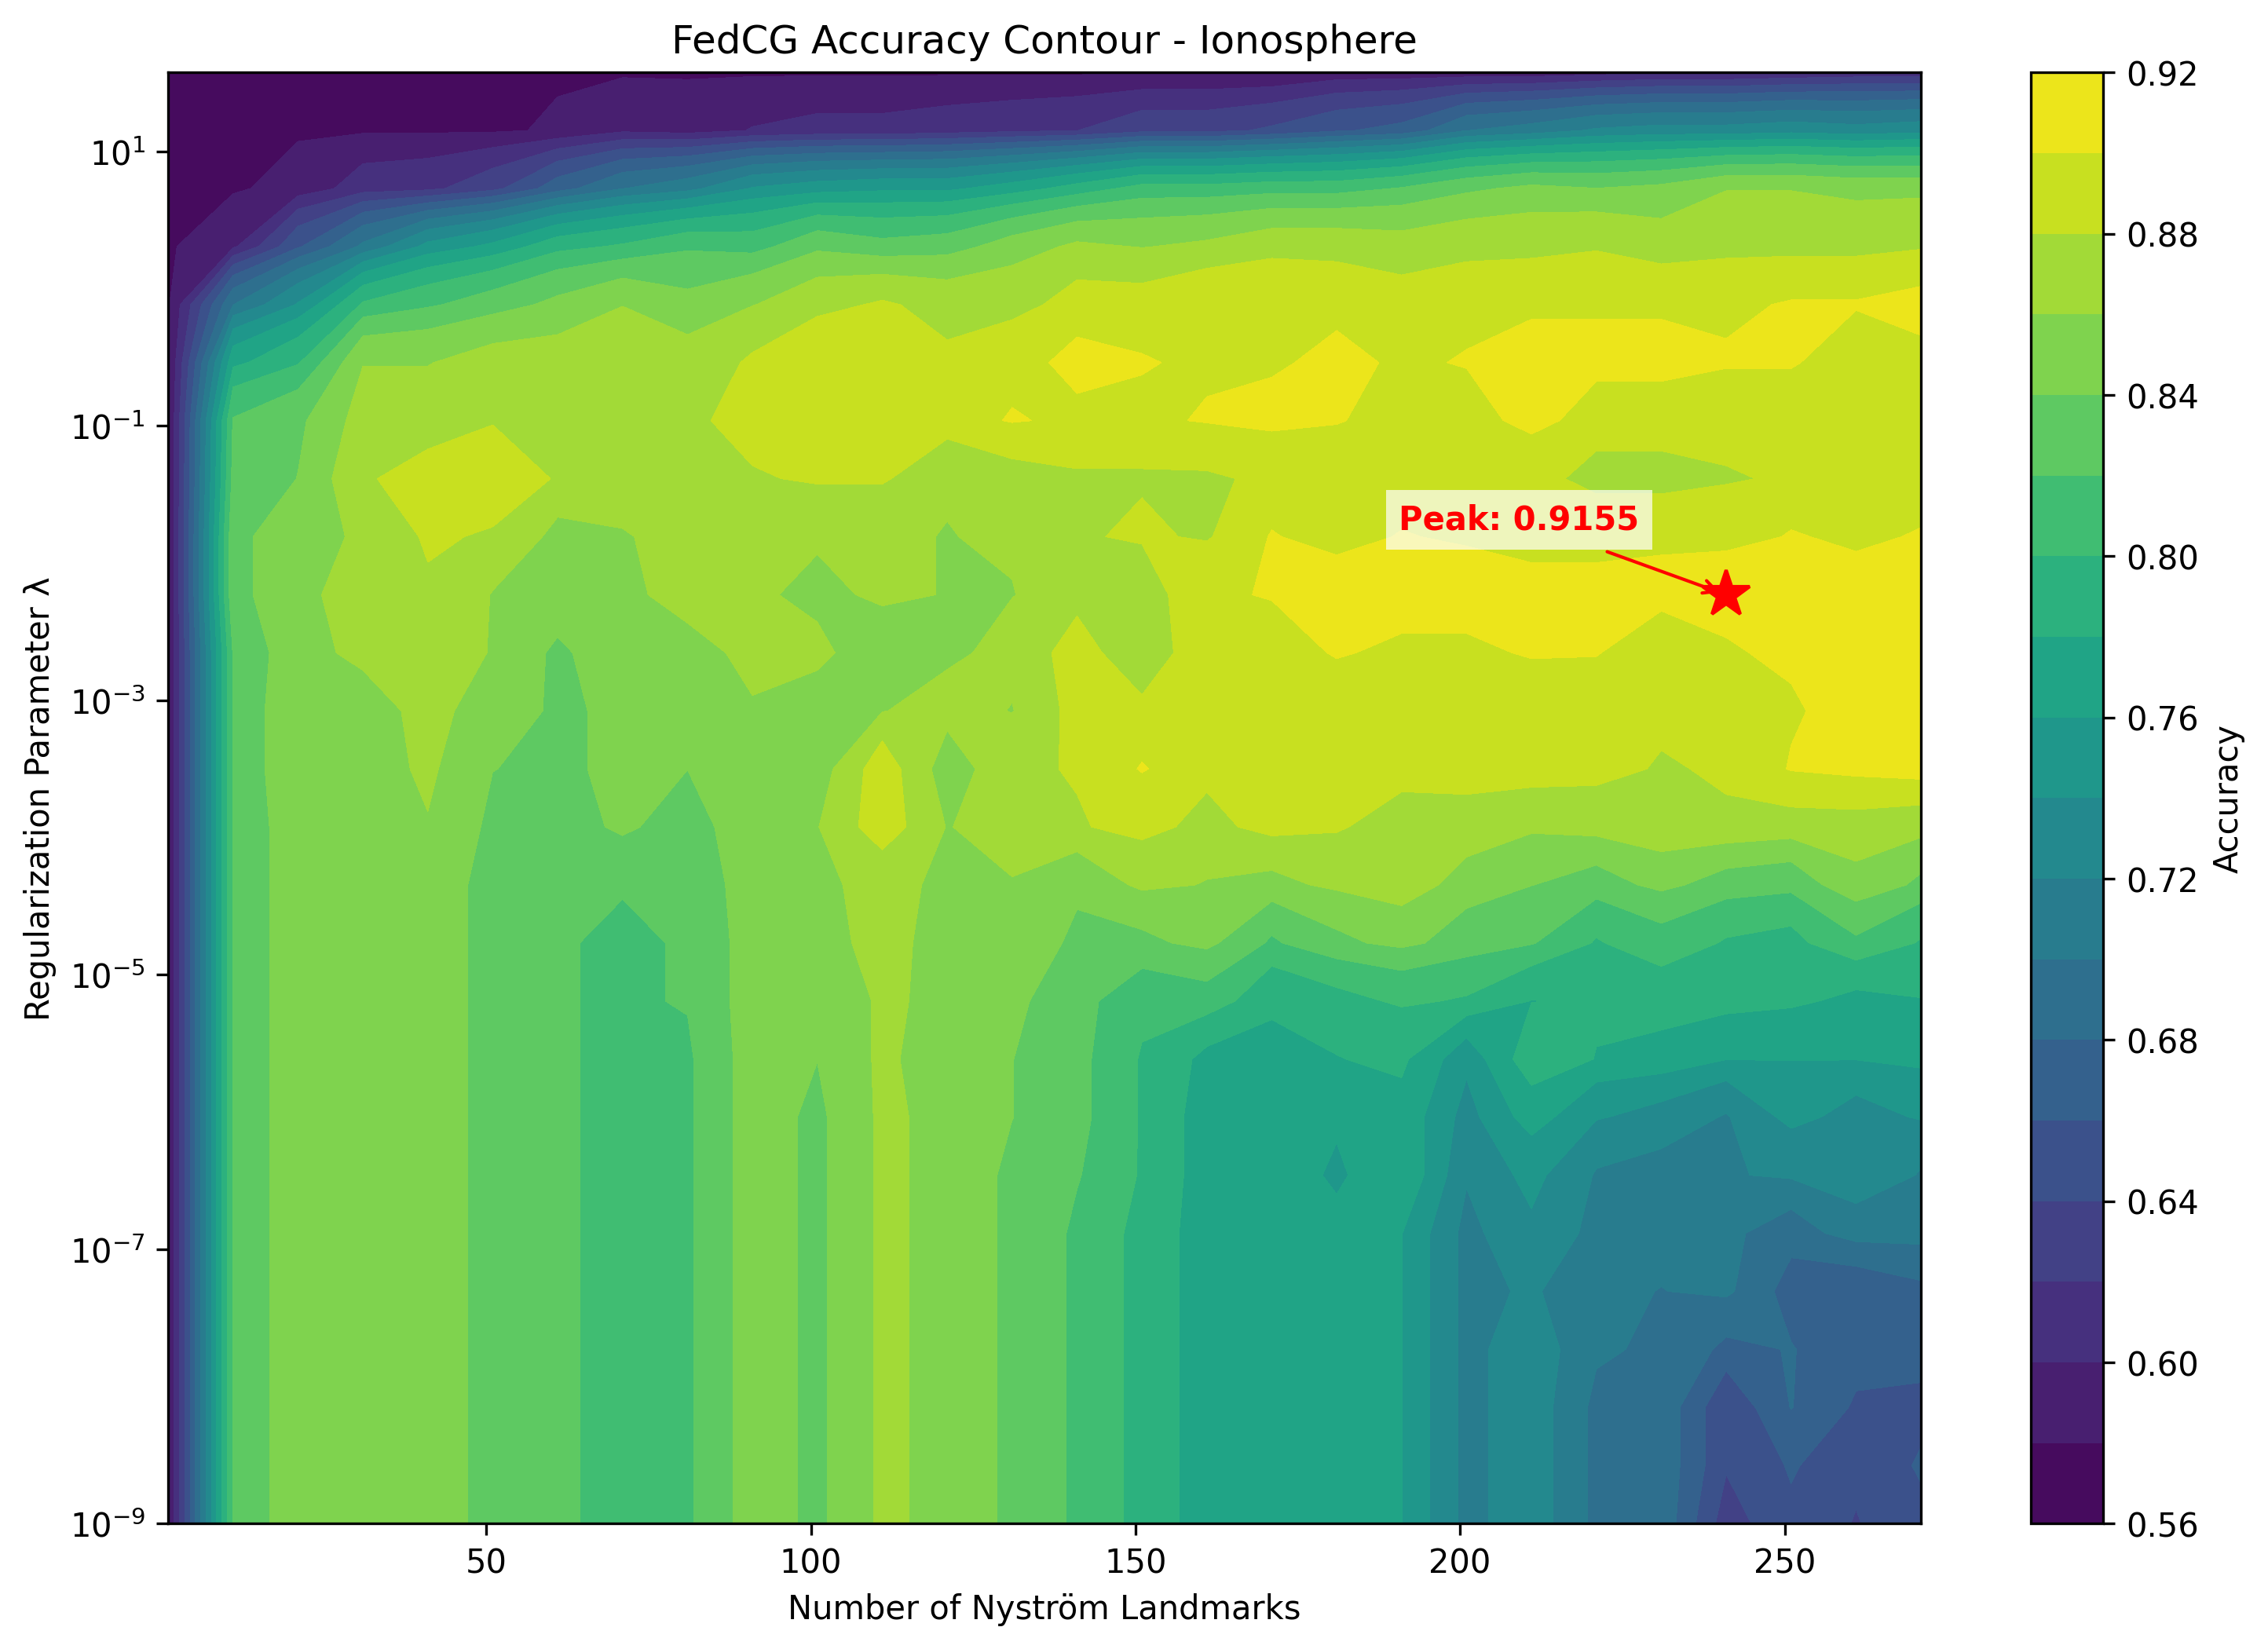 FedCG Accuracy Contour - Ionosphere
10¹
10⁻¹
10⁻³
10⁻⁵
10⁻⁷
10⁻⁹
Regularization Parameter λ
Peak: 0.9155
50 100 150 200 250
Number of Nyström Landmarks
0.92
0.88
0.84
0.80
0.76
0.72
0.68
0.64
0.60
0.56
Accuracy